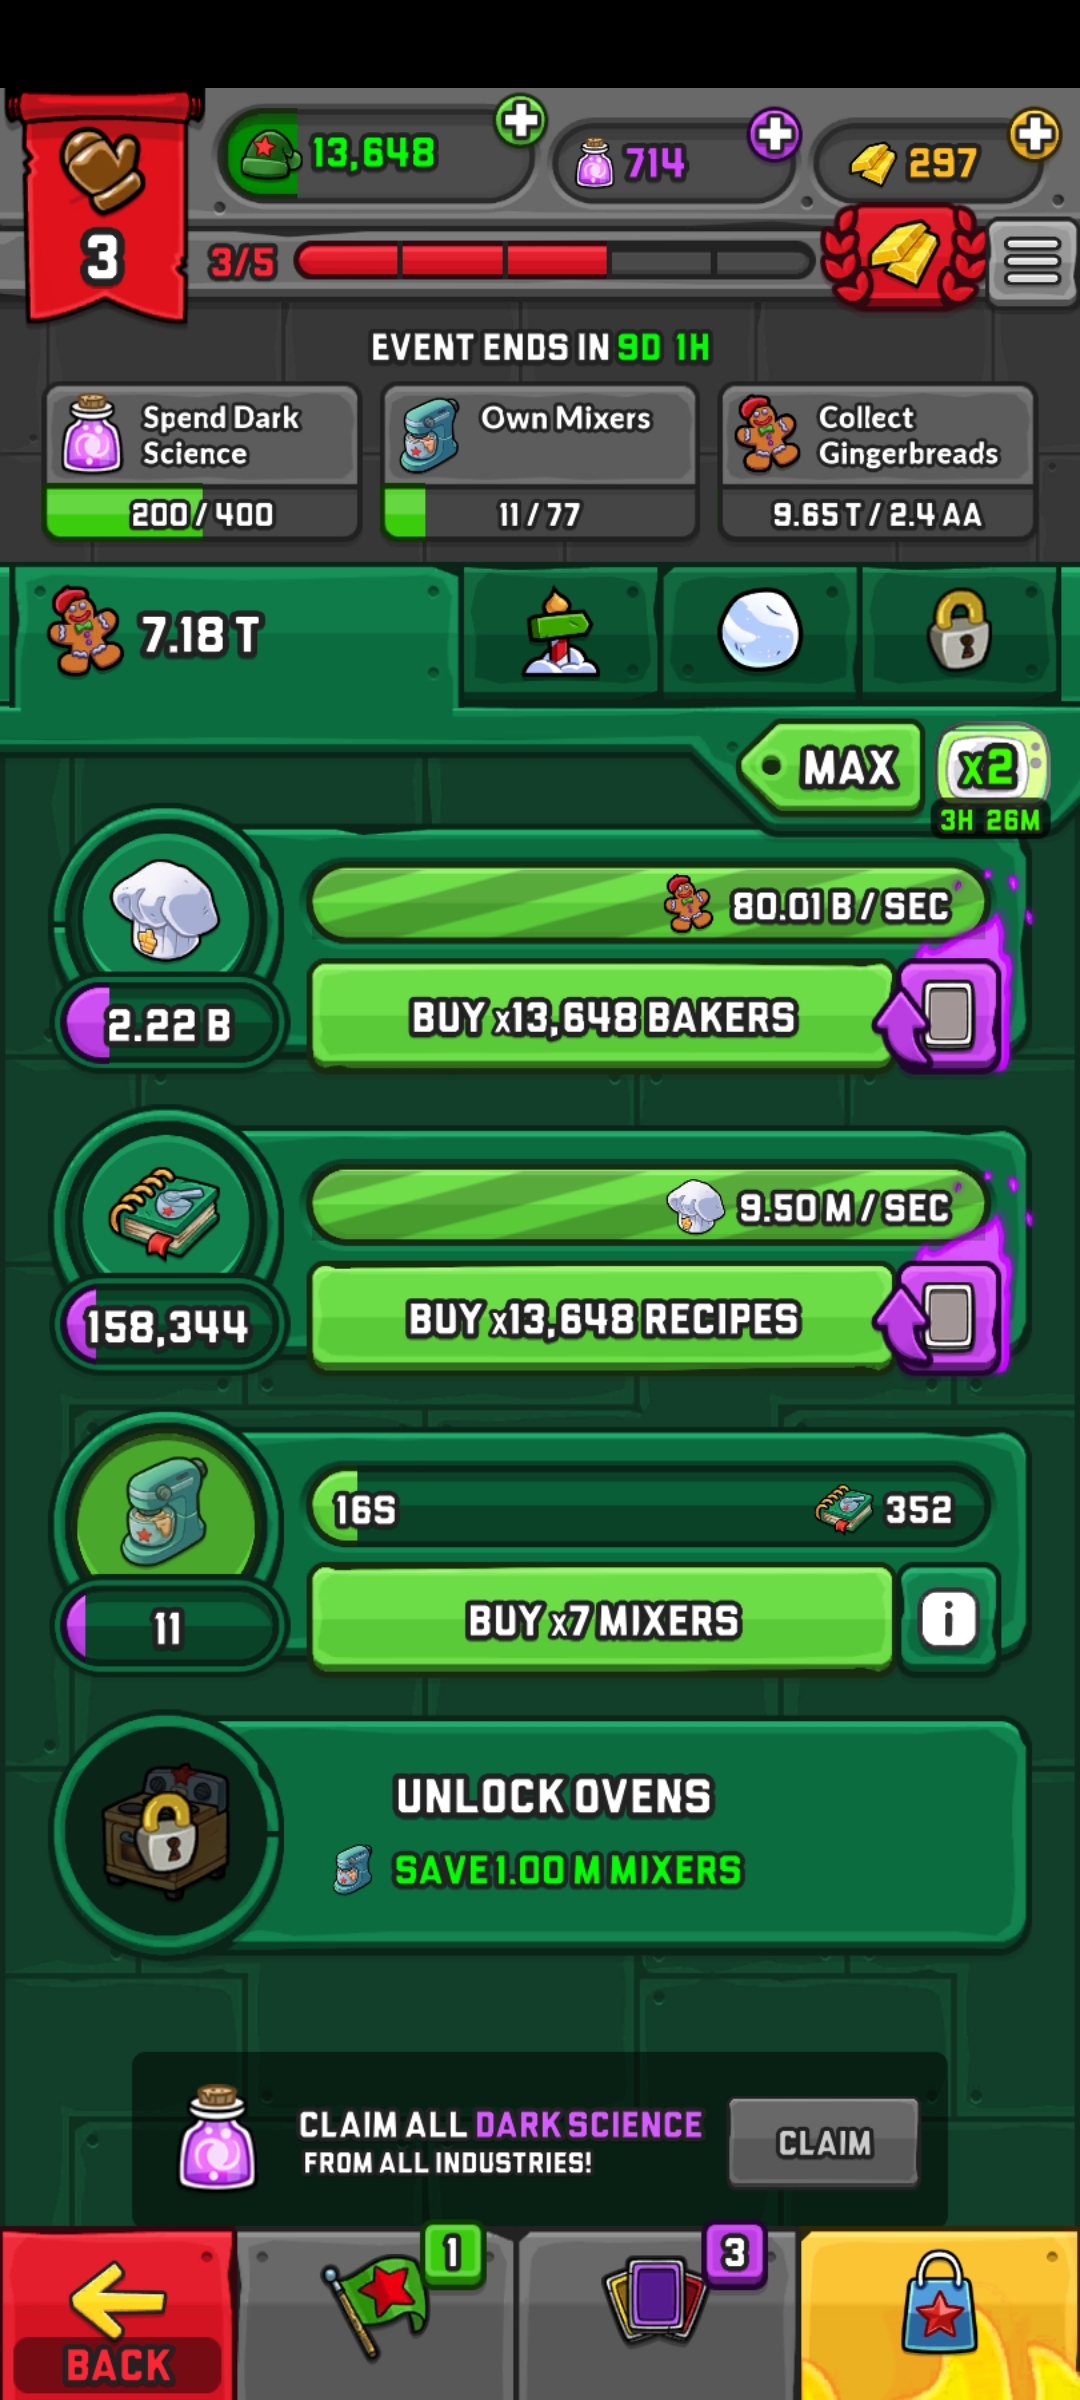 13,648
714
297
3
3/5
EVENT ENDS IN 9D 1H
Spend Dark
Science
200 / 400
Own Mixers
11 / 77
Collect
Gingerbreads
9.65 T / 2.4 AA
7.18 T
MAX
x2
3H 26M
80.01 B / SEC
2.22 B
BUY x13,648 BAKERS
9.50 M / SEC
158,344
BUY x13,648 RECIPES
16S
352
11
BUY x7 MIXERS
i
UNLOCK OVENS
SAVE 1.00 M MIXERS
CLAIM ALL DARK SCIENCE
FROM ALL INDUSTRIES!
CLAIM
1
3
BACK